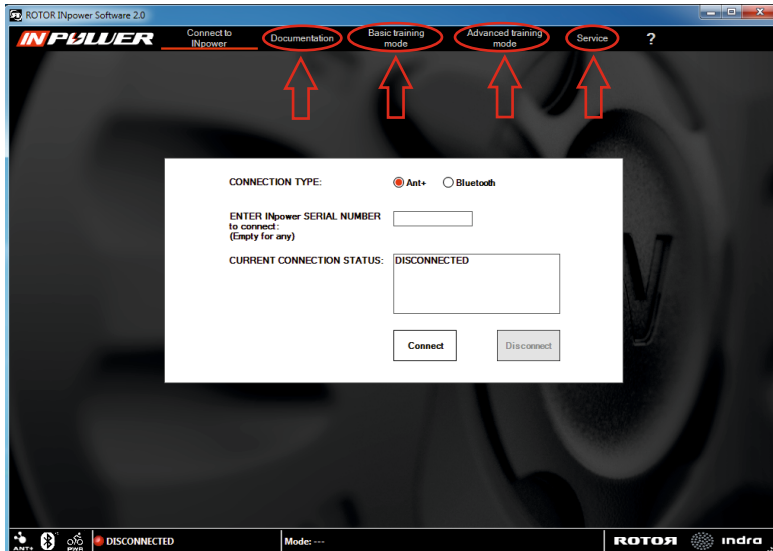 ROTOR INpower Software 2.0
INPOWER
Connect to
INpower
Documentation
Basic training
mode
Advanced training
mode
Service
?
CONNECTION TYPE:
Ant+
Bluetooth
ENTER INpower SERIAL NUMBER
to connect:
(Empty for any)
CURRENT CONNECTION STATUS:
DISCONNECTED
Connect
Disconnect
ANT+
PWR
DISCONNECTED
Mode: ---
ROTOR
indra